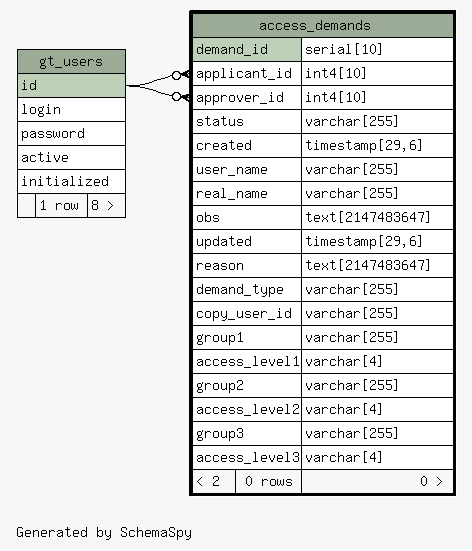 gt_users
id
login
password
active
initialized
1 row 8 >
access_demands
demand_id serial[10]
applicant_id int4[10]
approver_id int4[10]
status varchar[255]
created timestamp[29,6]
user_name varchar[255]
real_name varchar[255]
obs text[2147483647]
updated timestamp[29,6]
reason text[2147483647]
demand_type varchar[255]
copy_user_id varchar[255]
group1 varchar[255]
access_level1 varchar[4]
group2 varchar[255]
access_level2 varchar[4]
group3 varchar[255]
access_level3 varchar[4]
< 2 0 rows 0 >
Generated by SchemaSpy